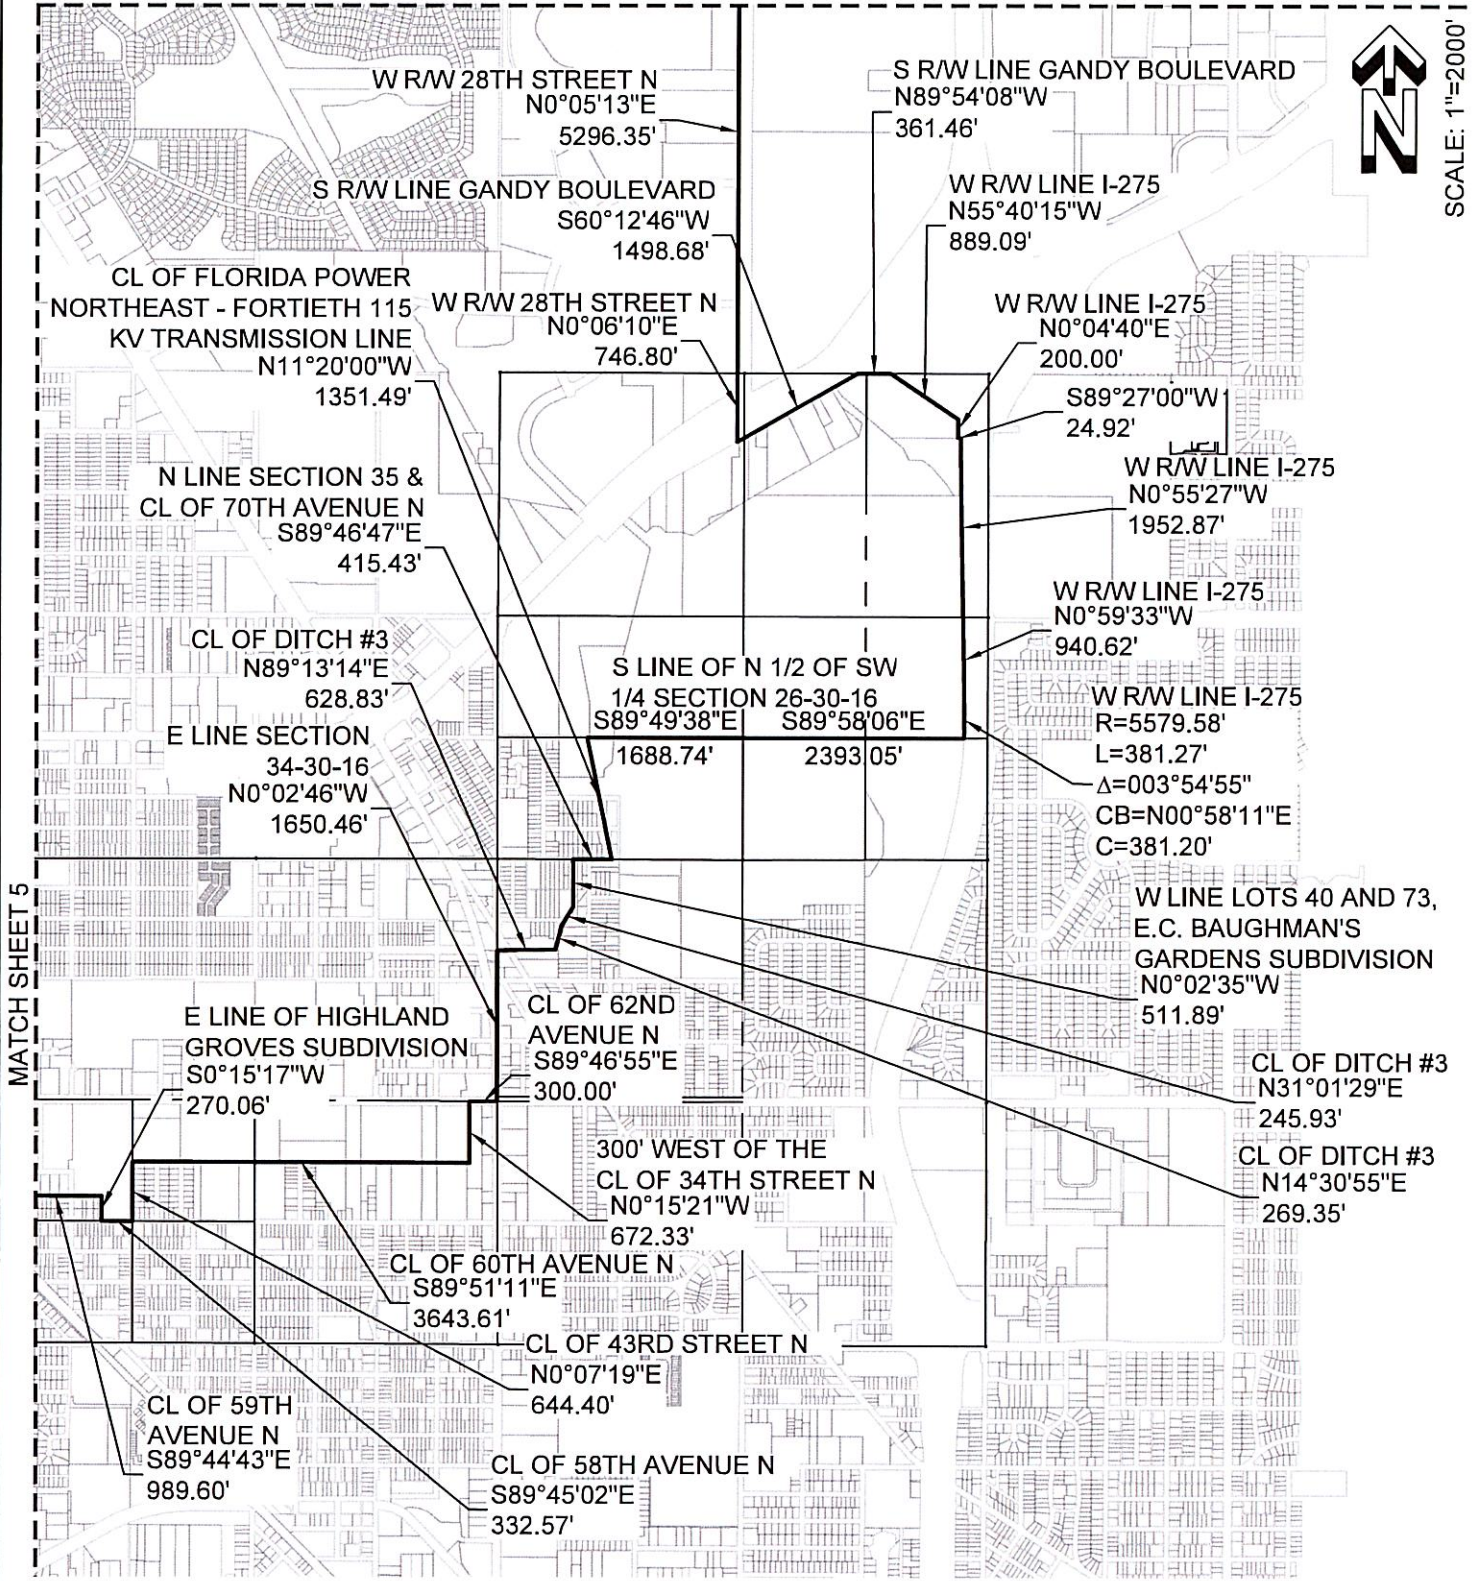 W R/W 28TH STREET N
N0°05'13"E
5296.35'
S R/W LINE GANDY BOULEVARD
N89°54'08"W
361.46'
N
SCALE: 1"=2000'
S R/W LINE GANDY BOULEVARD
S60°12'46"W
1498.68'
W R/W LINE I-275
N55°40'15"W
889.09'
CL OF FLORIDA POWER
NORTHEAST - FORTIETH 115
KV TRANSMISSION LINE
N11°20'00"W
1351.49'
W R/W 28TH STREET N
N0°06'10"E
746.80'
W R/W LINE I-275
N0°04'40"E
200.00'
S89°27'00"W
24.92'
N LINE SECTION 35 &
CL OF 70TH AVENUE N
S89°46'47"E
415.43'
W R/W LINE I-275
N0°55'27"W
1952.87'
W R/W LINE I-275
N0°59'33"W
940.62'
CL OF DITCH #3
N89°13'14"E
628.83'
S LINE OF N 1/2 OF SW
1/4 SECTION 26-30-16
S89°49'38"E S89°58'06"E
1688.74' 2393.05'
W R/W LINE I-275
R=5579.58'
L=381.27'
Δ=003°54'55"
CB=N00°58'11"E
C=381.20'
E LINE SECTION
34-30-16
N0°02'46"W
1650.46'
MATCH SHEET 5
W LINE LOTS 40 AND 73,
E.C. BAUGHMAN'S
GARDENS SUBDIVISION
N0°02'35"W
511.89'
E LINE OF HIGHLAND
GROVES SUBDIVISION
S0°15'17"W
270.06'
CL OF 62ND
AVENUE N
S89°46'55"E
300.00'
CL OF DITCH #3
N31°01'29"E
245.93'
300' WEST OF THE
CL OF 34TH STREET N
N0°15'21"W
672.33'
CL OF DITCH #3
N14°30'55"E
269.35'
CL OF 60TH AVENUE N
S89°51'11"E
3643.61'
CL OF 43RD STREET N
N0°07'19"E
644.40'
CL OF 59TH
AVENUE N
S89°44'43"E
989.60'
CL OF 58TH AVENUE N
S89°45'02"E
332.57'